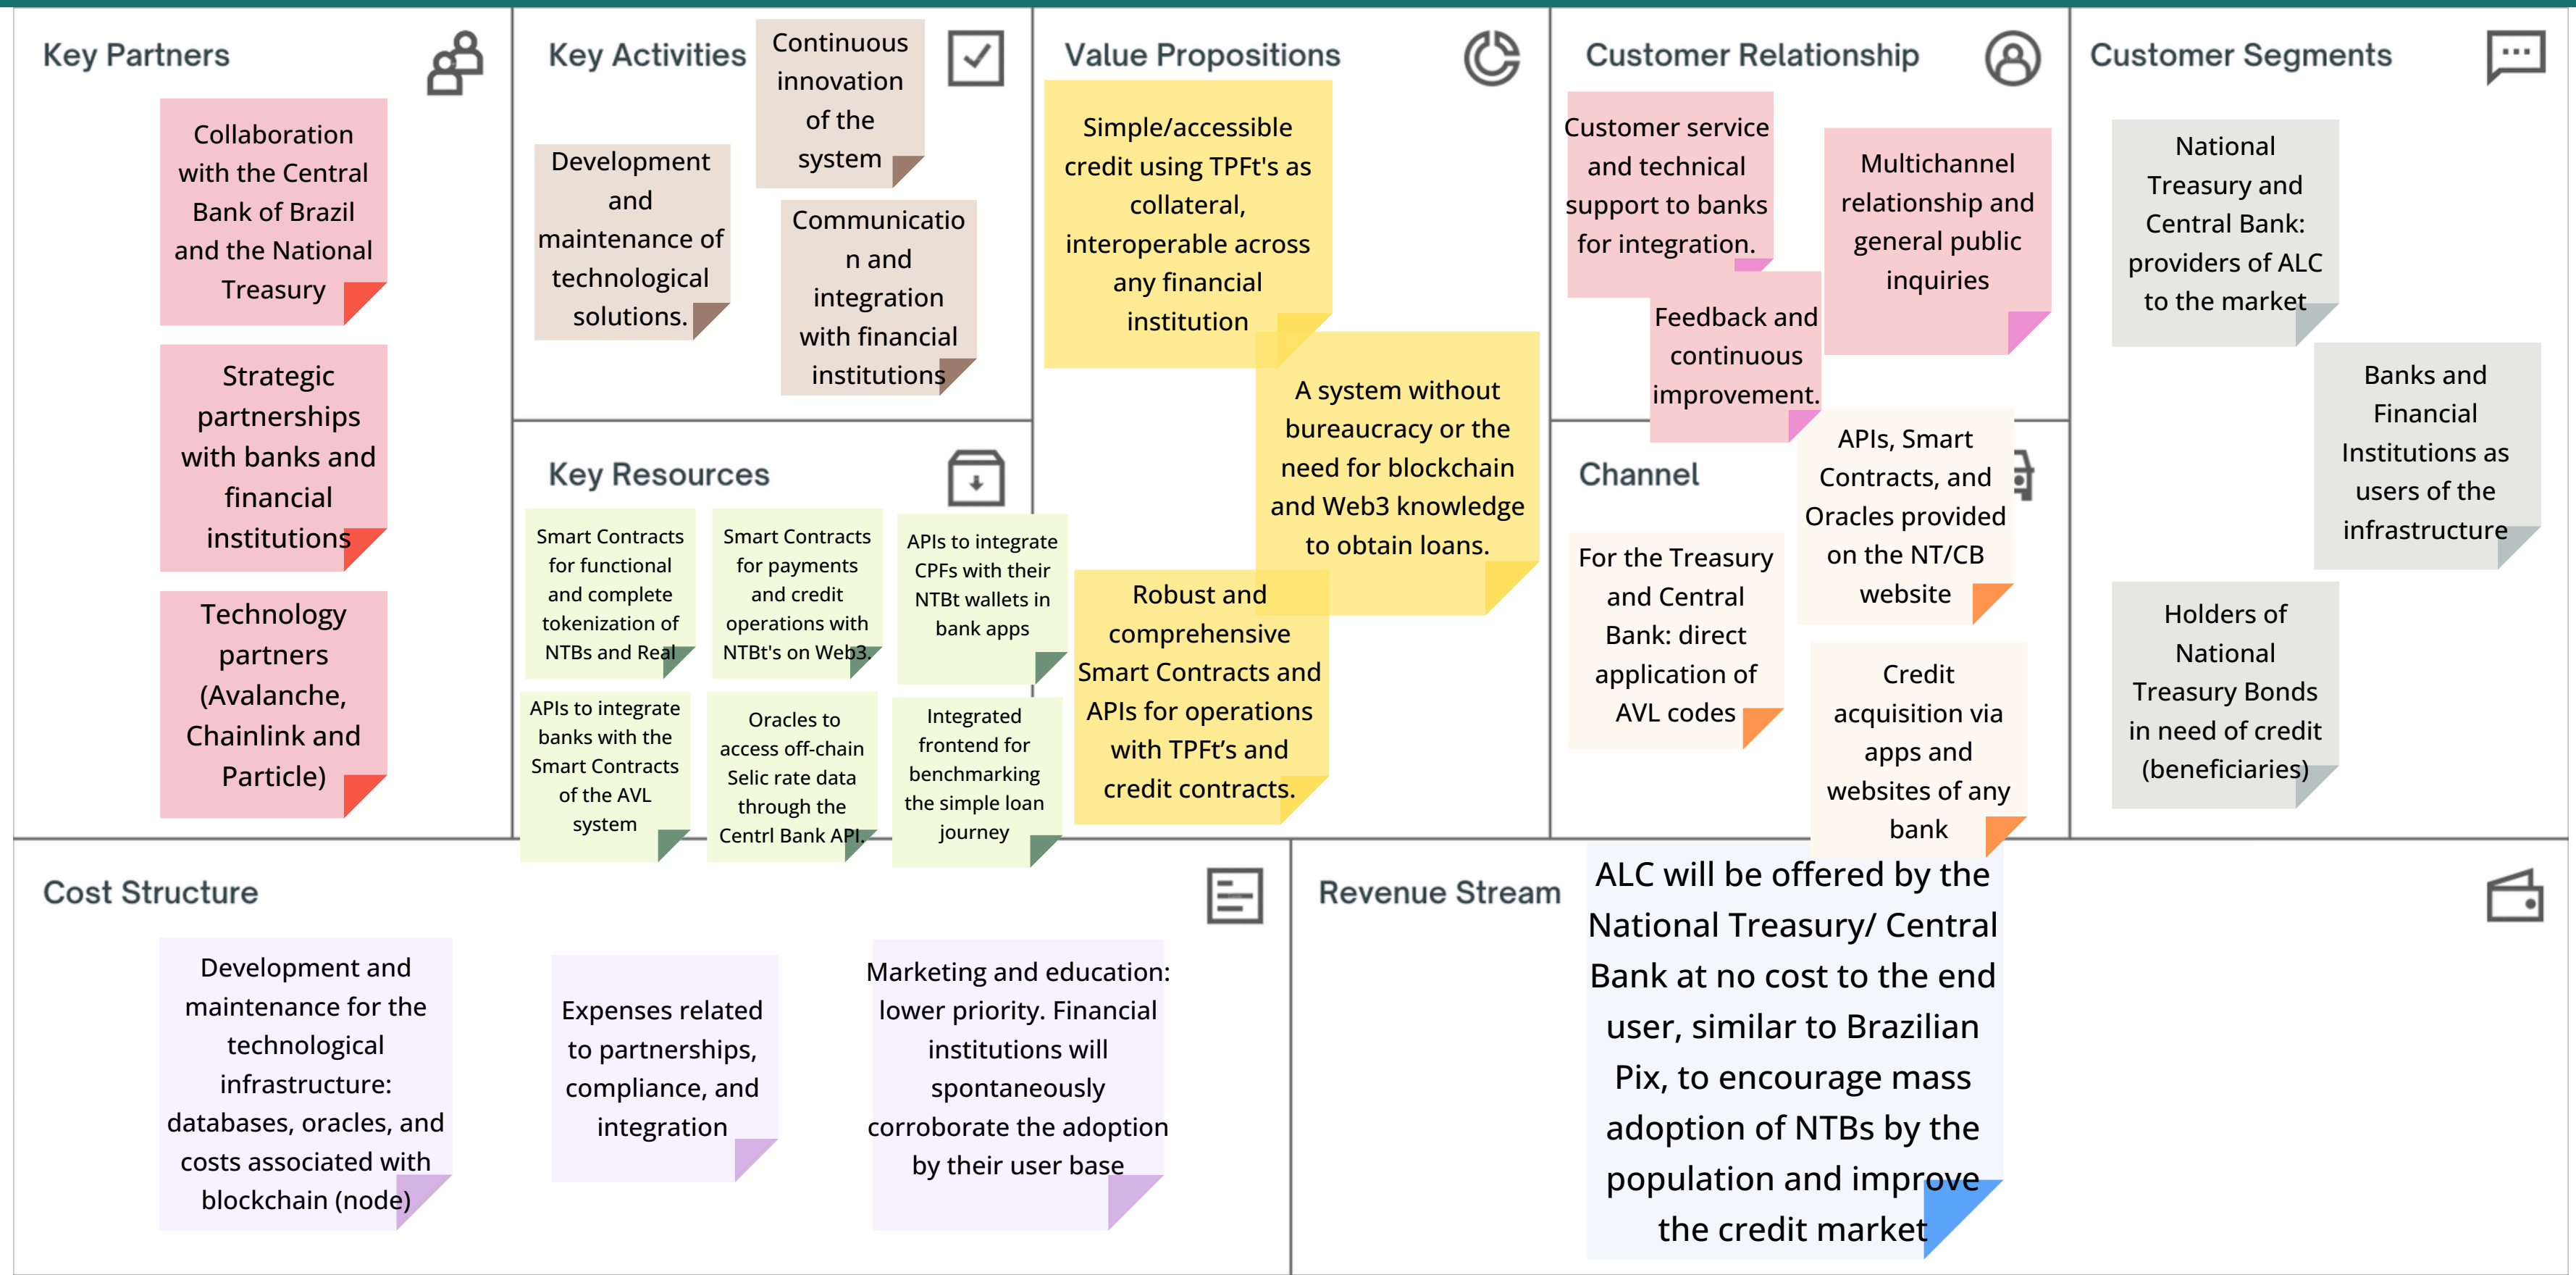 Key Partners
Collaboration
with the Central
Bank of Brazil
and the National
Treasury
Strategic
partnerships
with banks and
financial
institutions
Technology
partners
(Avalanche,
Chainlink and
Particle)
Key Activities
Continuous
innovation
of the
system
Development
and
maintenance of
technological
solutions.
Communicatio
n and
integration
with financial
institutions
Key Resources
Smart Contracts
for functional
and complete
tokenization of
NTBs and Real
Smart Contracts
for payments
and credit
operations with
NTBt's on Web3.
APIs to integrate
CPFs with their
NTBt wallets in
bank apps
APIs to integrate
banks with the
Smart Contracts
of the AVL
system
Oracles to
access off-chain
Selic rate data
through the
Centrl Bank API.
Integrated
frontend for
benchmarking
the simple loan
journey
Value Propositions
Simple/accessible
credit using TPFt's as
collateral,
interoperable across
any financial
institution
A system without
bureaucracy or the
need for blockchain
and Web3 knowledge
to obtain loans.
Robust and
comprehensive
Smart Contracts and
APIs for operations
with TPFt’s and
credit contracts.
Customer Relationship
Customer service
and technical
support to banks
for integration.
Multichannel
relationship and
general public
inquiries
Feedback and
continuous
improvement.
Channel
APIs, Smart
Contracts, and
Oracles provided
on the NT/CB
website
For the Treasury
and Central
Bank: direct
application of
AVL codes
Credit
acquisition via
apps and
websites of any
bank
Customer Segments
National
Treasury and
Central Bank:
providers of ALC
to the market
Banks and
Financial
Institutions as
users of the
infrastructure
Holders of
National
Treasury Bonds
in need of credit
(beneficiaries)
Cost Structure
Development and
maintenance for the
technological
infrastructure:
databases, oracles, and
costs associated with
blockchain (node)
Expenses related
to partnerships,
compliance, and
integration
Marketing and education:
lower priority. Financial
institutions will
spontaneously
corroborate the adoption
by their user base
Revenue Stream
ALC will be offered by the
National Treasury/ Central
Bank at no cost to the end
user, similar to Brazilian
Pix, to encourage mass
adoption of NTBs by the
population and improve
the credit market